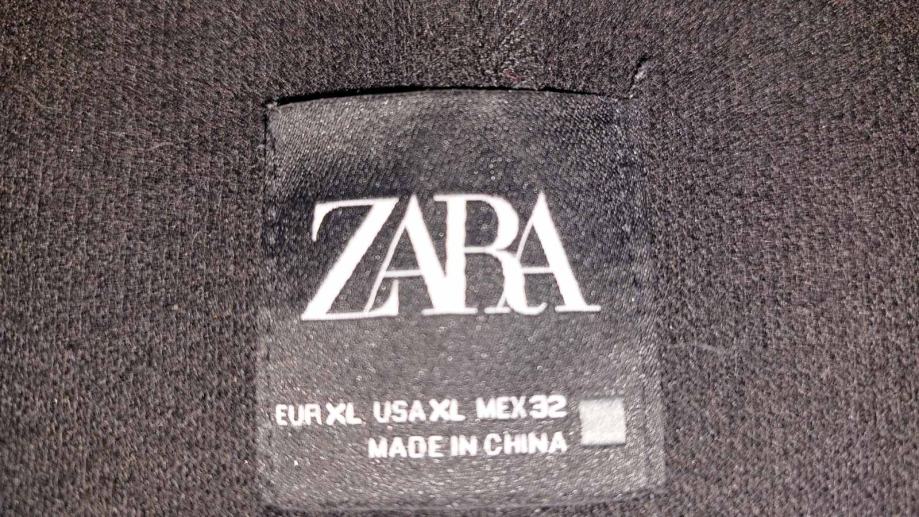 ZARA
EUR XL USA XL MEX 32
MADE IN CHINA